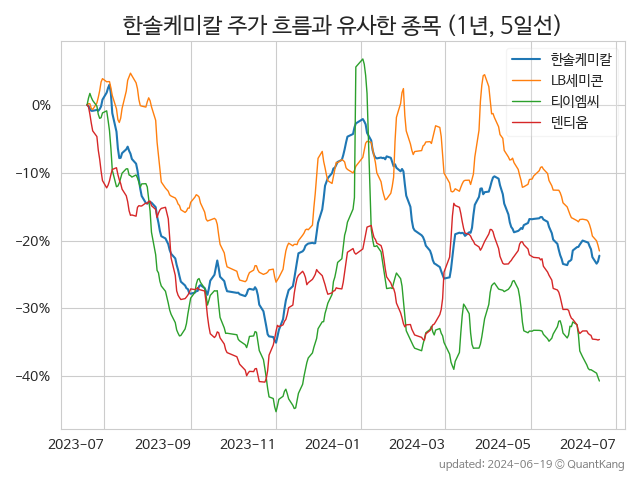 한솔케미칼 주가 흐름과 유사한 종목 (1년, 5일선)
한솔케미칼
LB세미콘
티이엠씨
덴티움
0%
−10%
−20%
−30%
−40%
2023-07 2023-09 2023-11 2024-01 2024-03 2024-05 2024-07
updated: 2024-06-19 © QuantKang